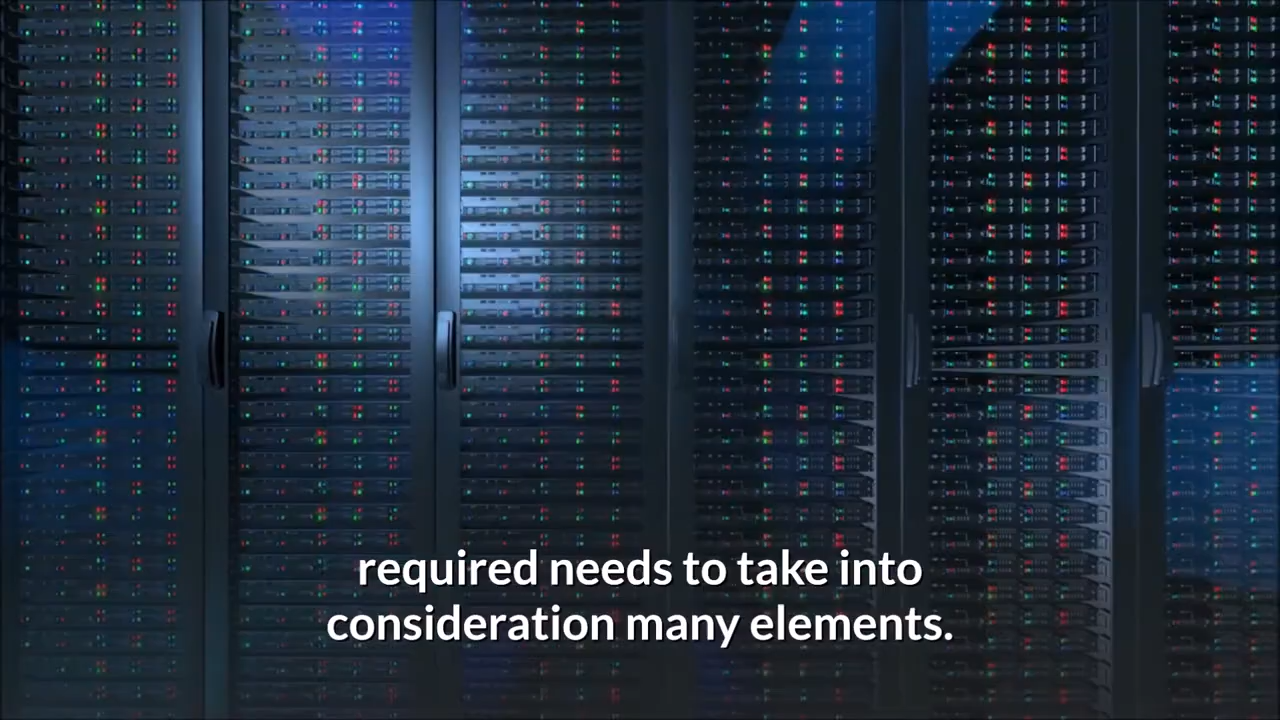 required needs to take into
consideration many elements.